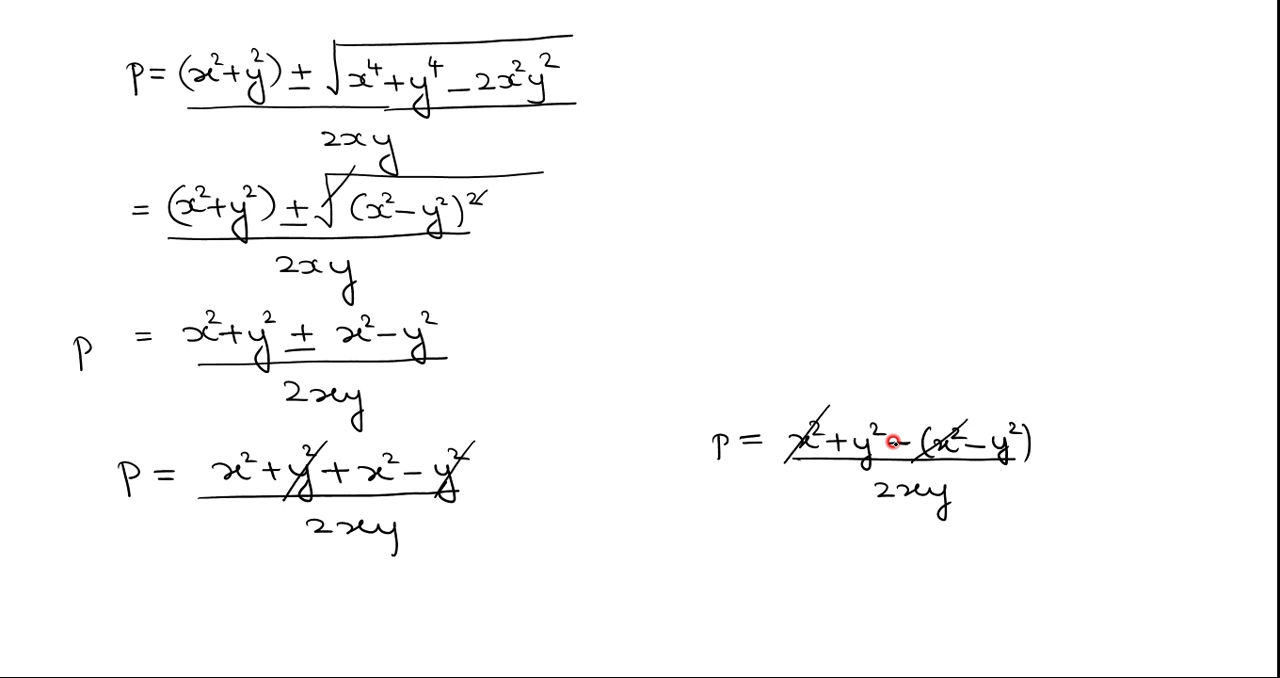 p = (x² + y²) ± √(x⁴ + y⁴ − 2x²y²)
2xy
= (x² + y²) ± √(x² − y²)²
2xy
p = x² + y² ± x² − y²
2xy
p = x² + y² + x² − y²
2xy
p = x² + y² − (x² − y²)
2xy